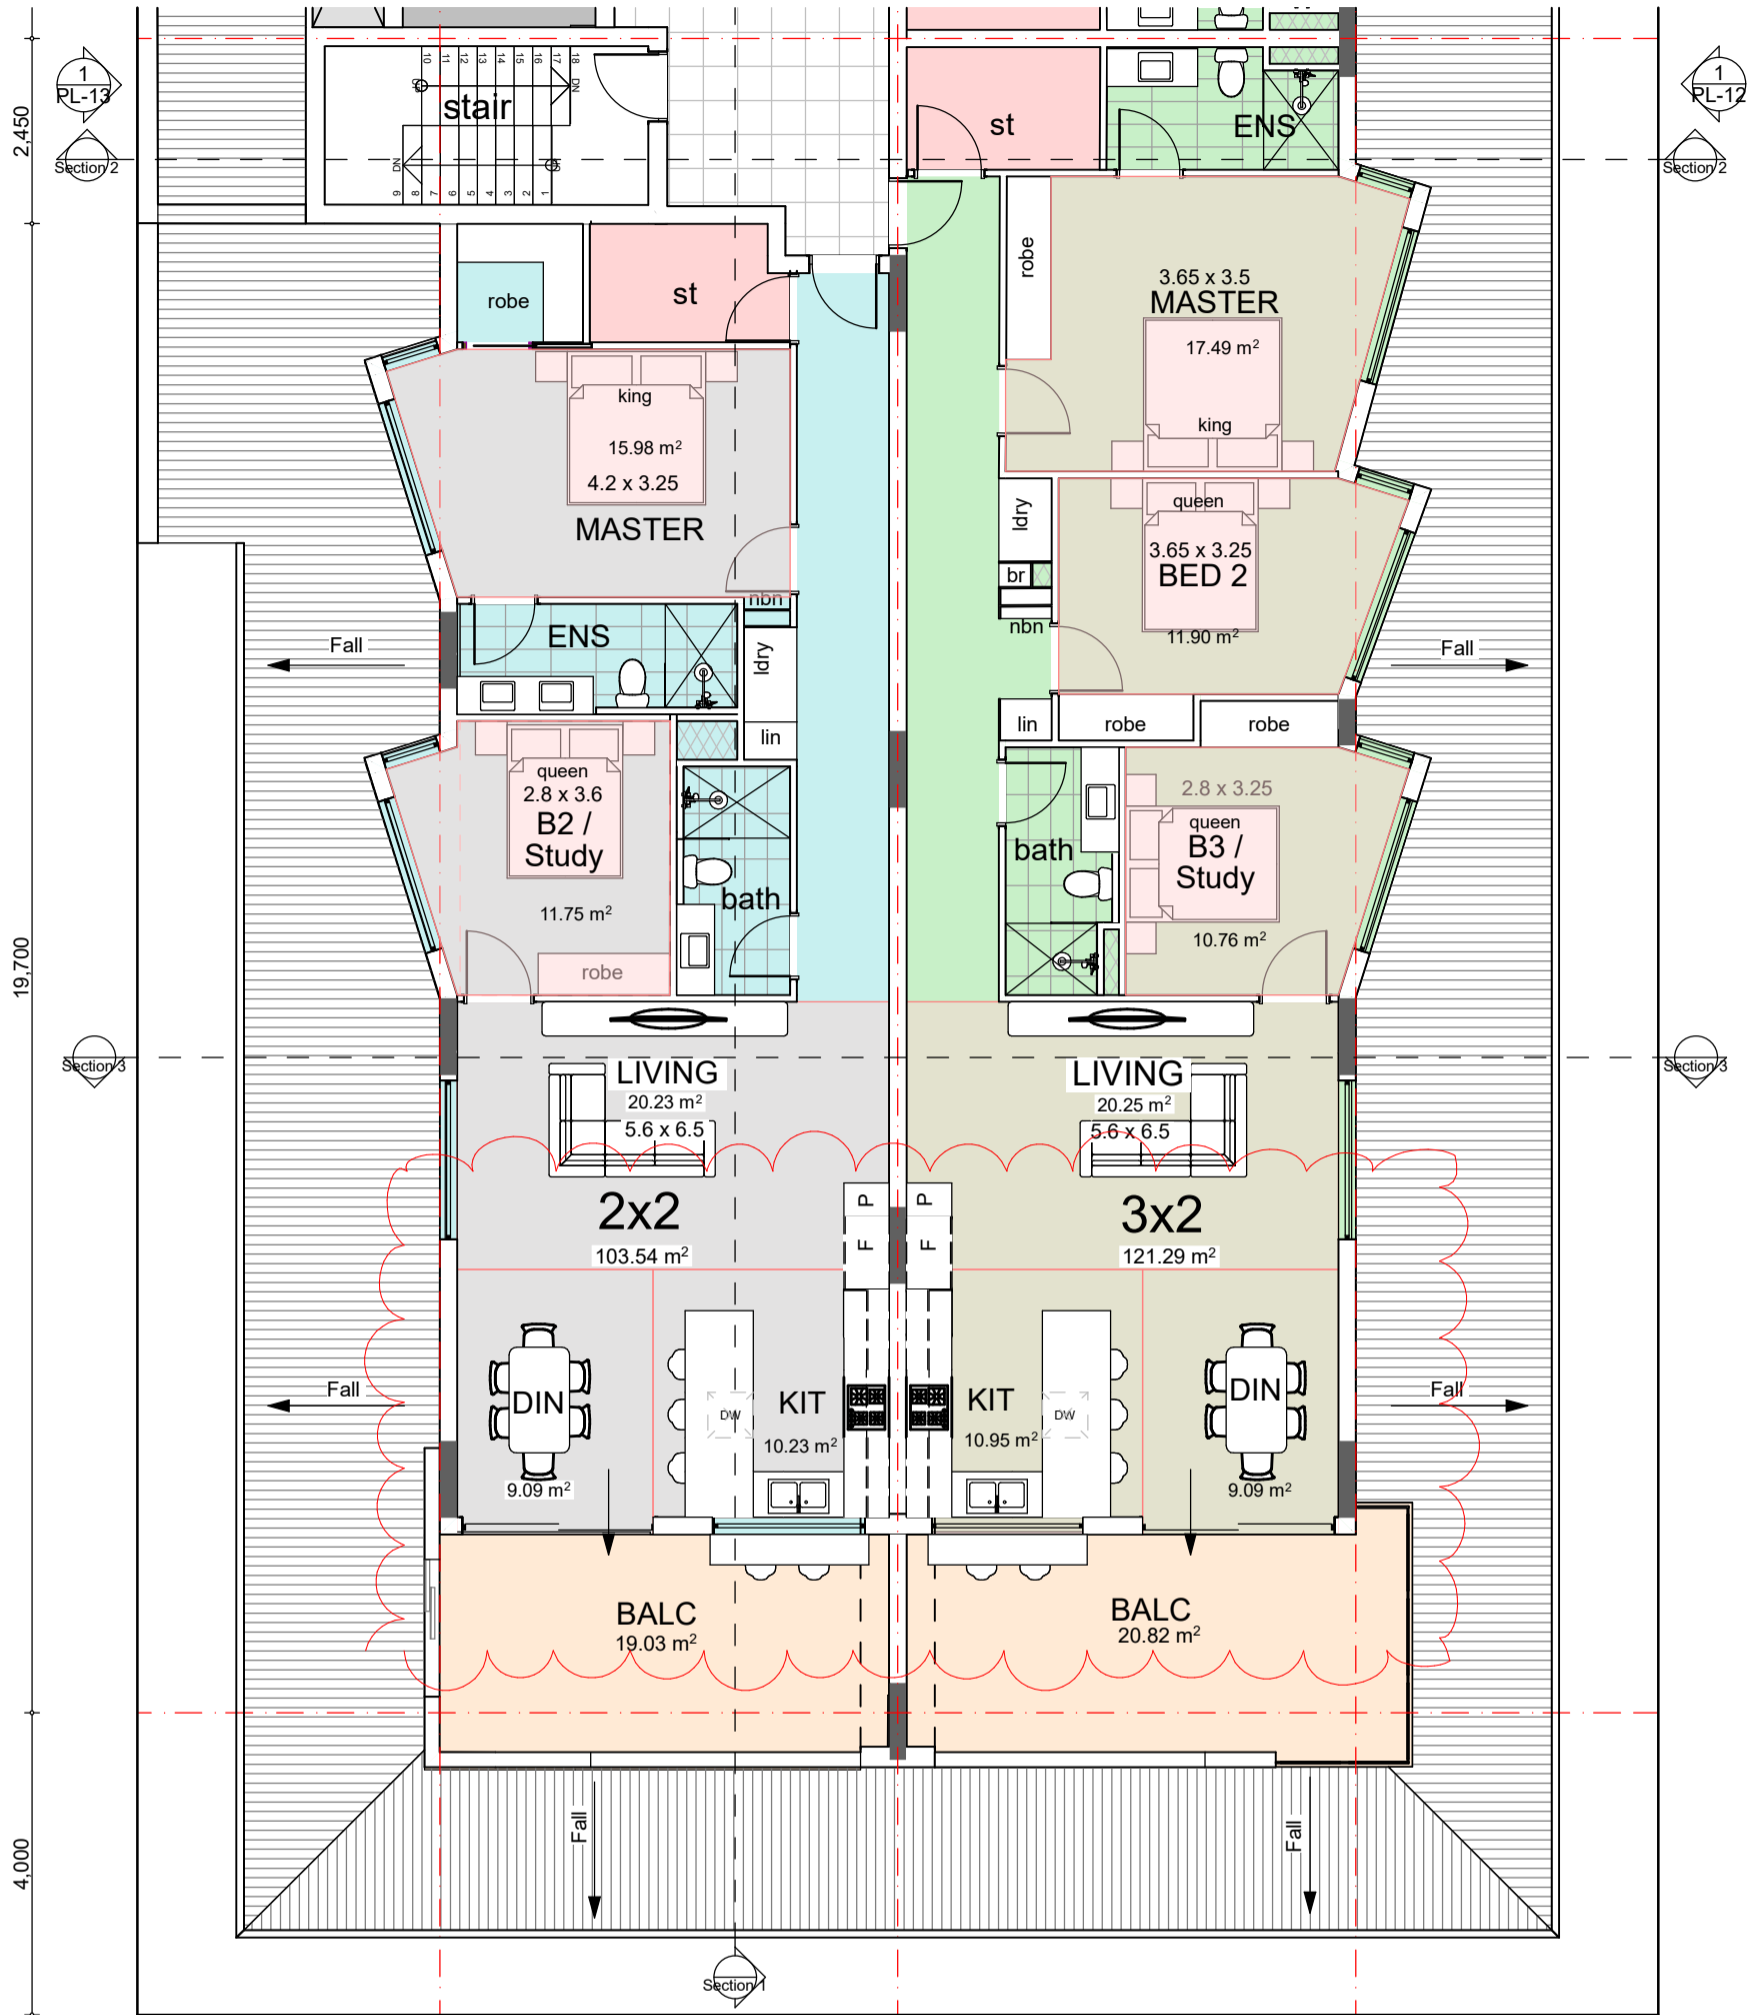 10 11 12 13 14 15 16 17 18
DN
stair
DN
9 8 7 6 5 4 3 2 1
1
PL-13
Section 2
2,450
1
PL-12
Section 2
st
ENS
robe
st
robe
3.65 x 3.5
MASTER
17.49 m²
king
king
15.98 m²
4.2 x 3.25
MASTER
ldry
queen
3.65 x 3.25
BED 2
11.90 m²
br
nbn
nbn
ENS
ldry
Fall
Fall
lin
lin
robe
robe
queen
2.8 x 3.6
B2 /
Study
11.75 m²
robe
bath
bath
2.8 x 3.25
queen
B3 /
Study
10.76 m²
19,700
Section 3
Section 3
LIVING
20.23 m²
5.6 x 6.5
LIVING
20.25 m²
5.6 x 6.5
2x2
103.54 m²
P
F
P
F
3x2
121.29 m²
Fall
Fall
DIN
9.09 m²
DW
KIT
10.23 m²
KIT
10.95 m²
DW
DIN
9.09 m²
BALC
19.03 m²
BALC
20.82 m²
Fall
Fall
4,000
Section 1